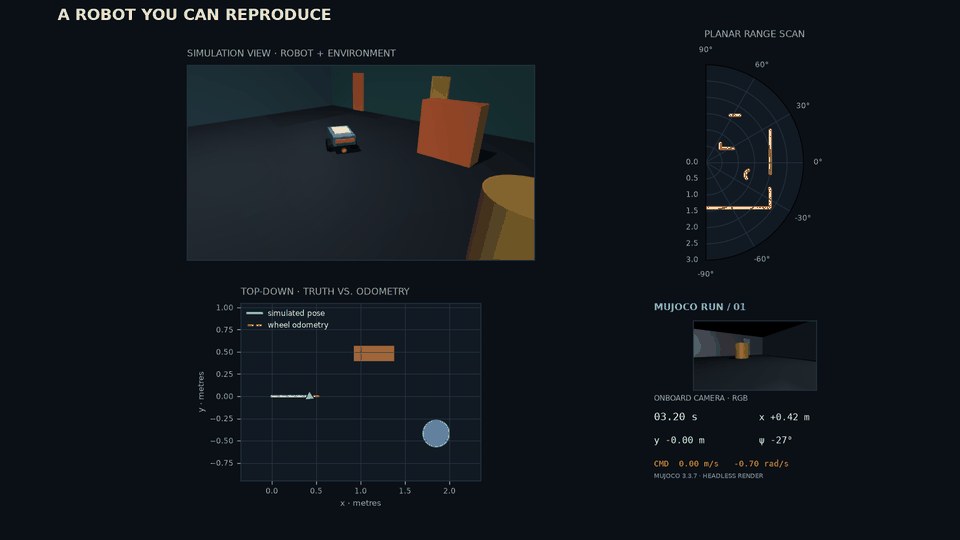 A ROBOT YOU CAN REPRODUCE
SIMULATION VIEW · ROBOT + ENVIRONMENT
PLANAR RANGE SCAN
90°
60°
30°
0°
-30°
-60°
-90°
0.0
0.5
1.0
1.5
2.0
2.5
3.0
TOP-DOWN · TRUTH VS. ODOMETRY
simulated pose
wheel odometry
1.00
0.75
0.50
0.25
0.00
−0.25
−0.50
−0.75
y · metres
0.0 0.5 1.0 1.5 2.0
x · metres
MUJOCO RUN / 01
ONBOARD CAMERA · RGB
03.20 s x +0.42 m
y -0.00 m ψ -27°
CMD 0.00 m/s -0.70 rad/s
MUJOCO 3.3.7 · HEADLESS RENDER